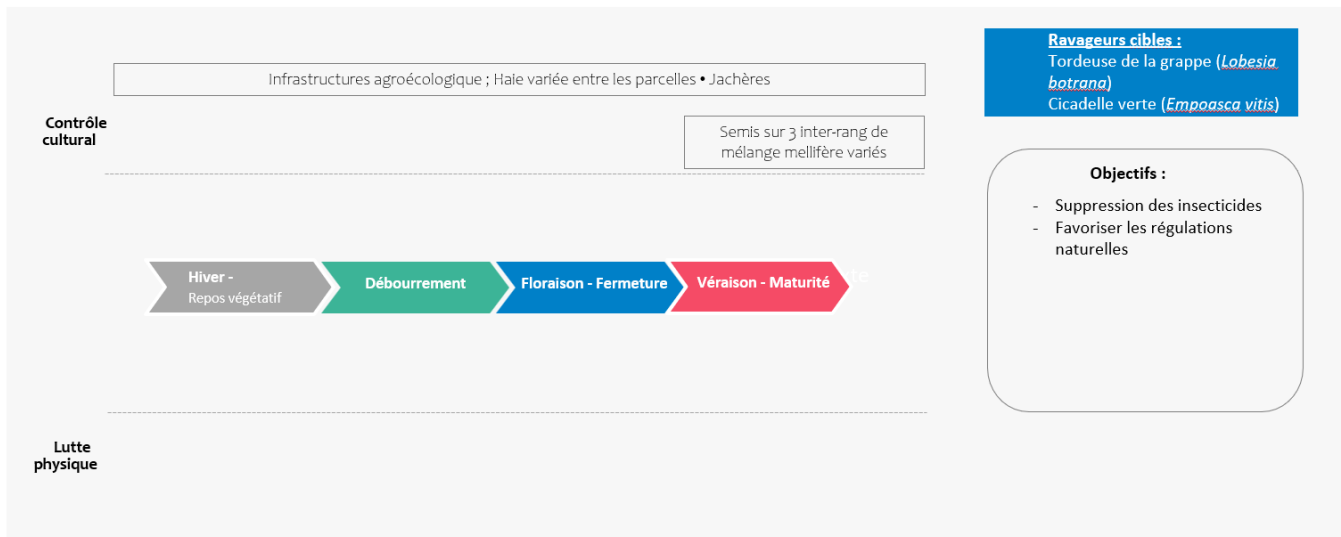 Infrastructures agroécologique ; Haie variée entre les parcelles • Jachères
Contrôle
cultural
Semis sur 3 inter-rang de
mélange mellifère variés
Hiver -
Repos végétatif
Débourrement
Floraison - Fermeture
Véraison - Maturité
Lutte
physique
Ravageurs cibles :
Tordeuse de la grappe (Lobesia
botrana)
Cicadelle verte (Empoasca vitis)
Objectifs :
- Suppression des insecticides
- Favoriser les régulations
naturelles